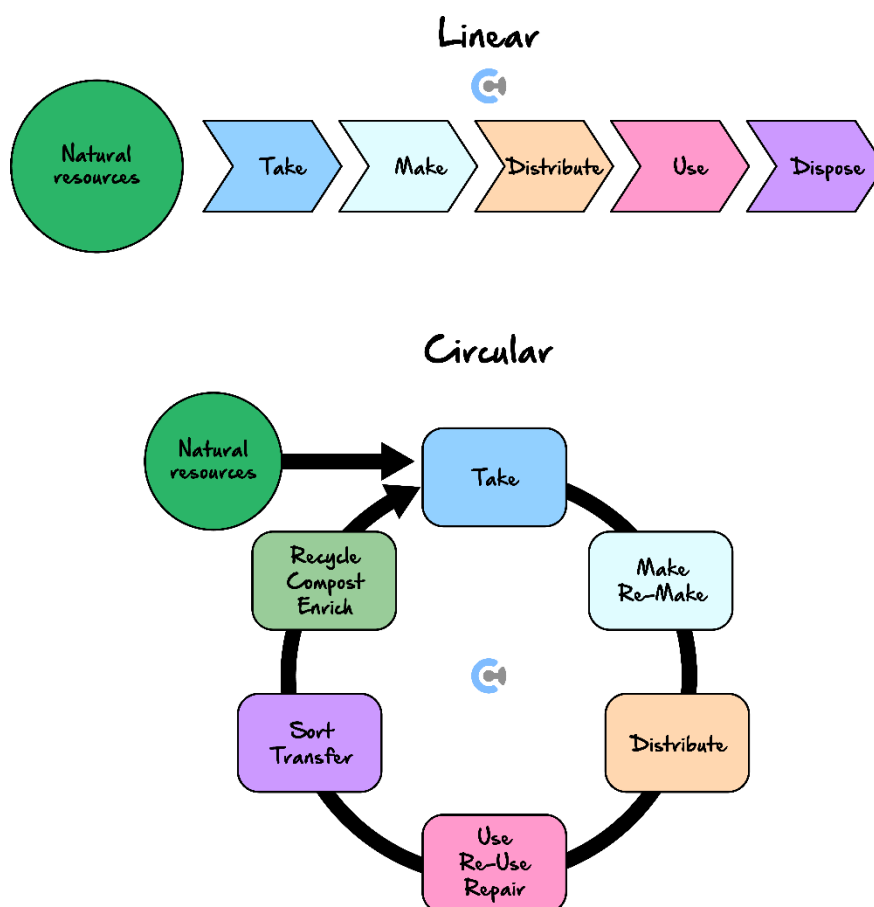 Linear
Natural
resources
Take
Make
Distribute
Use
Dispose
Circular
Natural
resources
Take
Recycle
Compost
Enrich
Make
Re-Make
Sort
Transfer
Distribute
Use
Re-Use
Repair